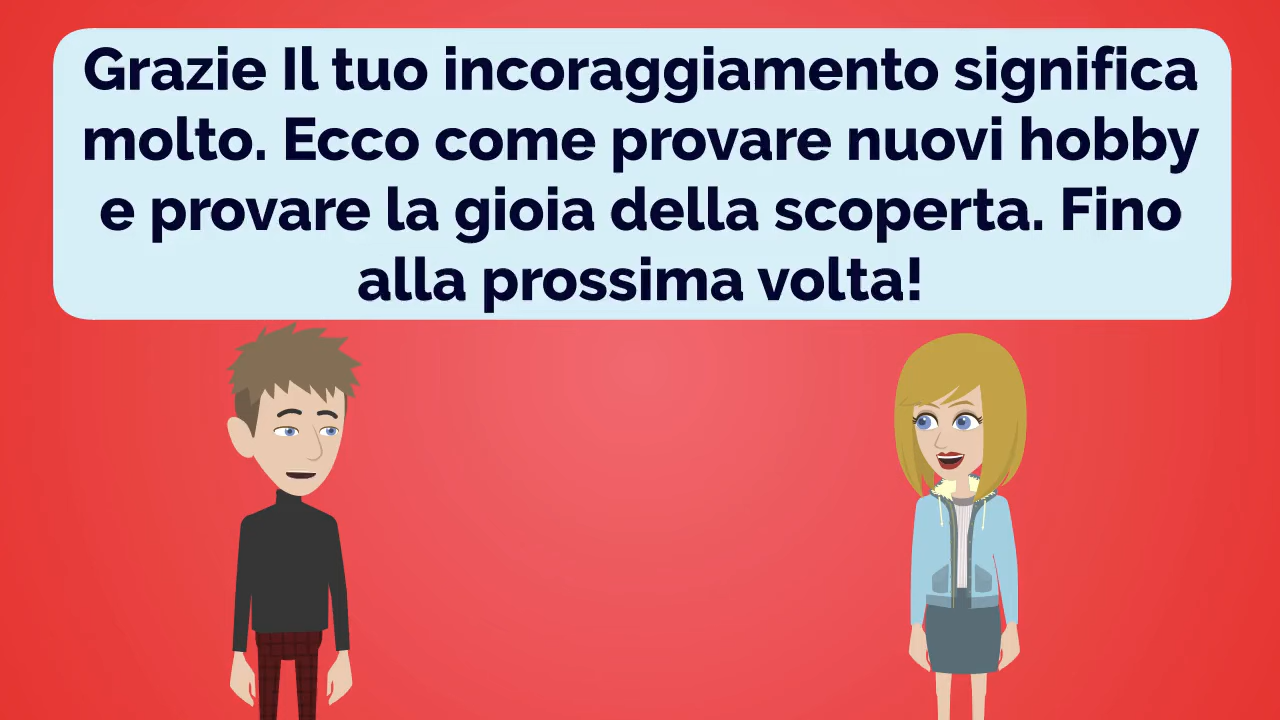 Grazie Il tuo incoraggiamento significa
molto. Ecco come provare nuovi hobby
e provare la gioia della scoperta. Fino
alla prossima volta!